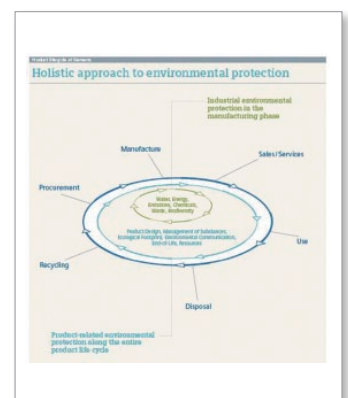 Product lifecycle at Siemens
Holistic approach to environmental protection
Industrial environmental
protection in the
manufacturing phase
Manufacture
Sales/Services
Procurement
Water, Energy,
Emissions, Chemicals,
Waste, Biodiversity
Product Design, Management of Substances,
Ecological Footprint, Environmental Communication,
End-of-Life, Resources
Use
Recycling
Disposal
Product-related environmental
protection along the entire
product life cycle